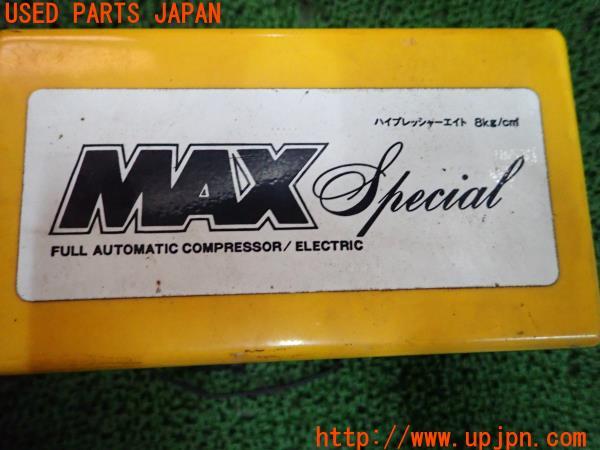 USED PARTS JAPAN
ハイプレッシャーエイト 8kg/c㎡
MAX Special
FULL AUTOMATIC COMPRESSOR/ELECTRIC
http://www.upjpn.com